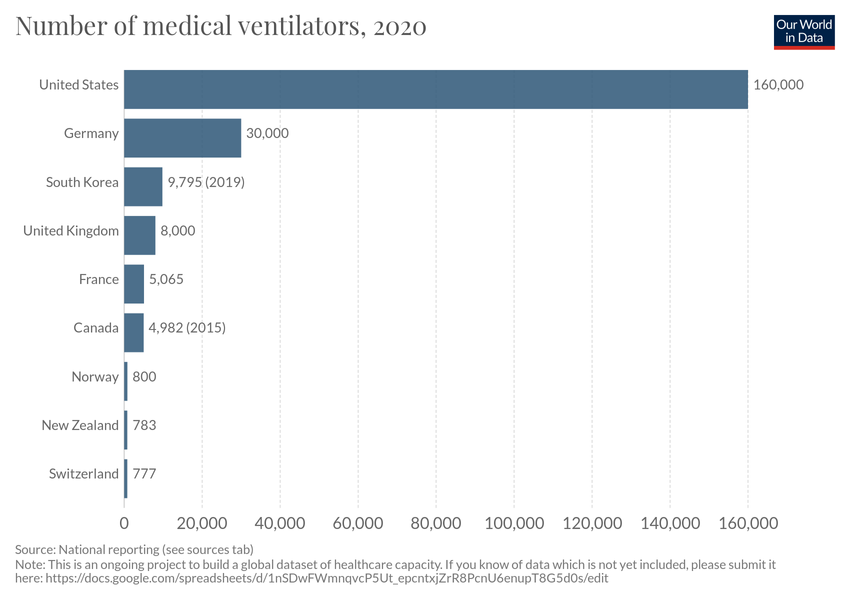 Number of medical ventilators, 2020
Our World
in Data
United States
160,000
Germany
30,000
South Korea
9,795 (2019)
United Kingdom
8,000
France
5,065
Canada
4,982 (2015)
Norway
800
New Zealand
783
Switzerland
777
0
20,000
40,000
60,000
80,000
100,000
120,000
140,000
160,000
Source: National reporting (see sources tab)
Note: This is an ongoing project to build a global dataset of healthcare capacity. If you know of data which is not yet included, please submit it
here: https://docs.google.com/spreadsheets/d/1nSDwFWmnqvcP5Ut_epcntxjZrR8PcnU6enupT8G5d0s/edit